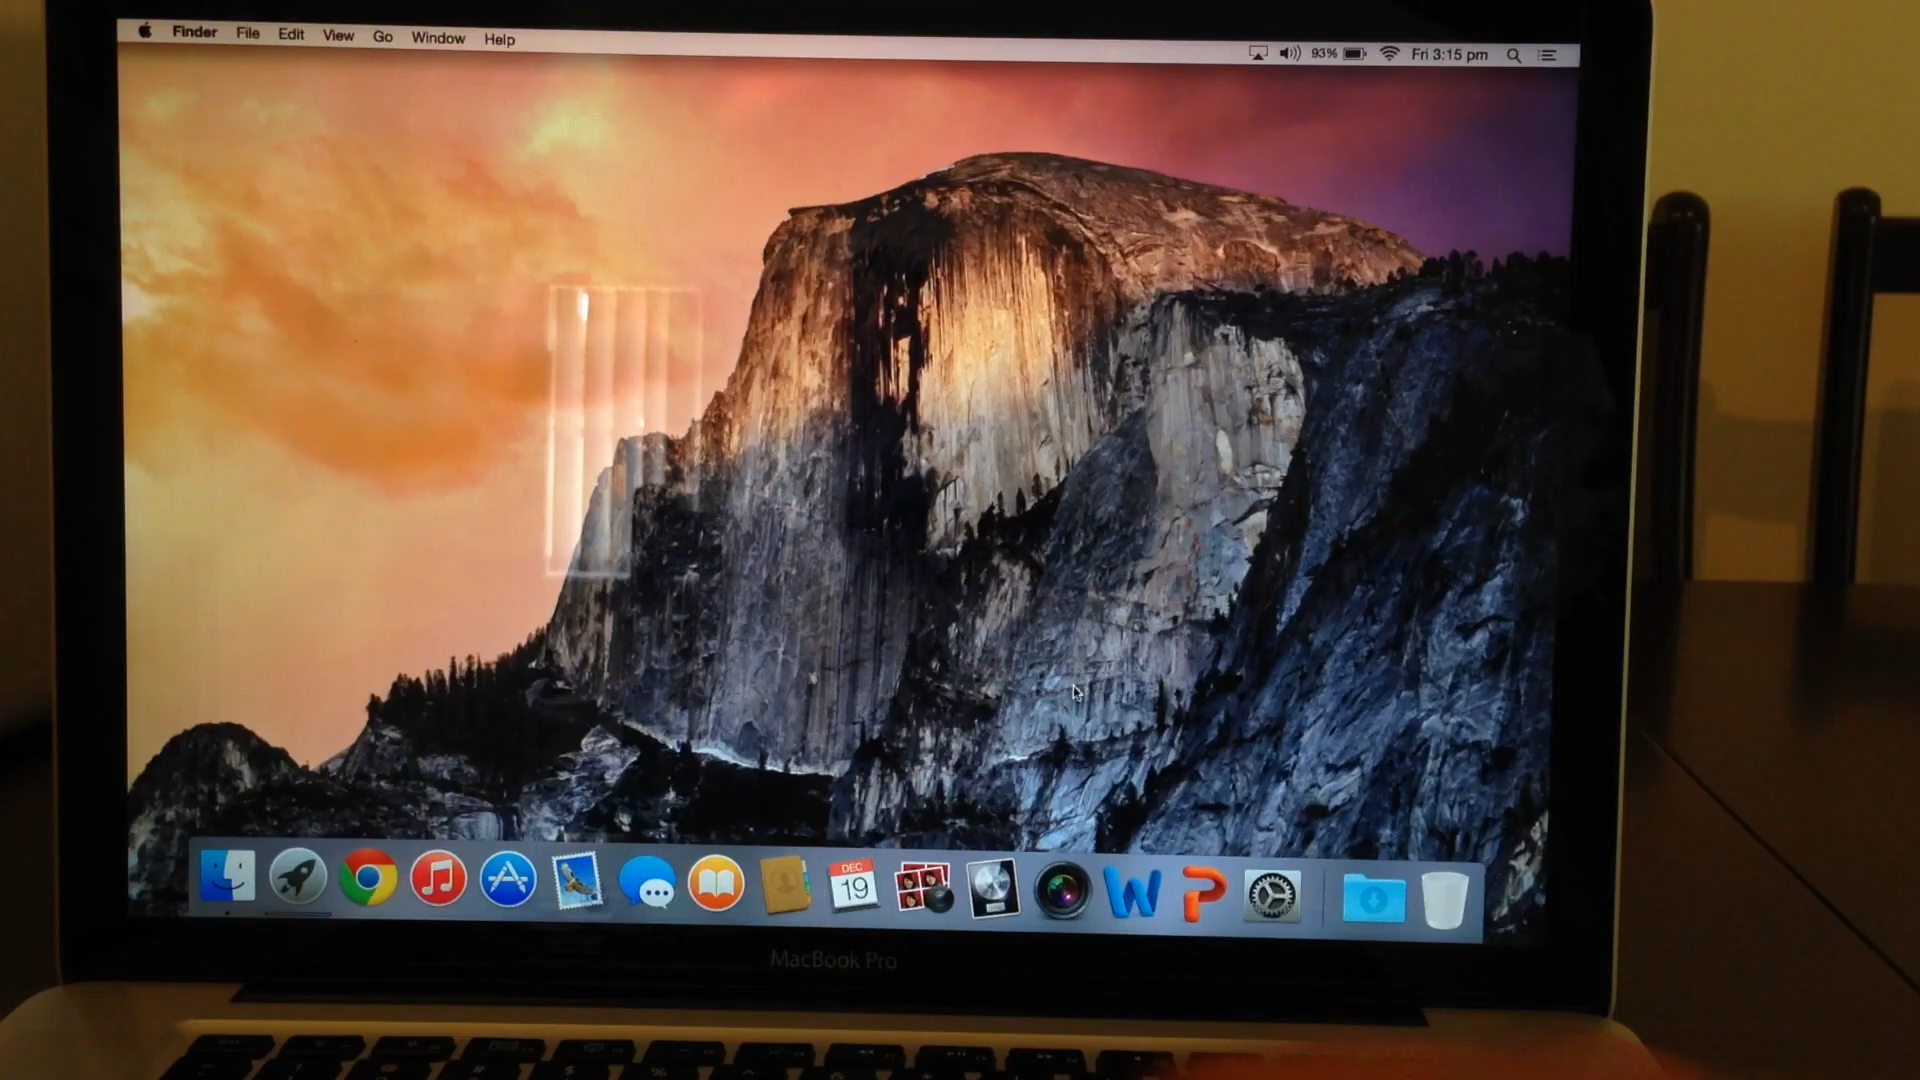 Finder File Edit View Go Window Help
93% Fri 3:15 pm
DEC
19
MacBook Pro